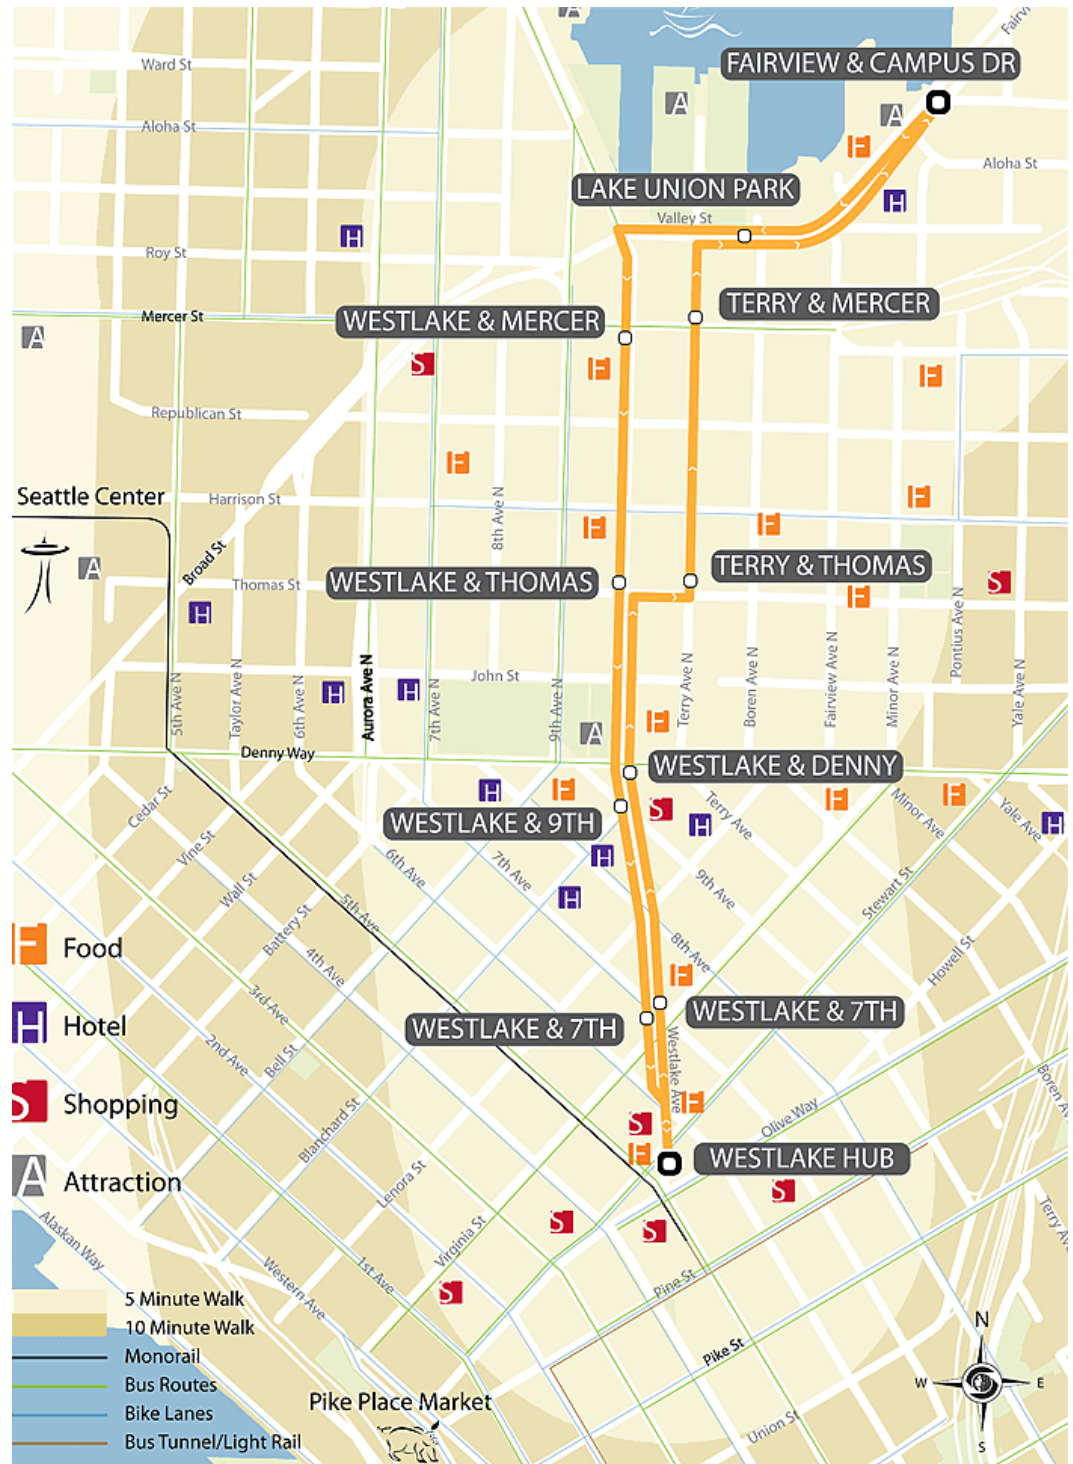 Fairv
FAIRVIEW & CAMPUS DR
Ward St
A
A
A
Aloha St
F
Aloha St
LAKE UNION PARK
H
Valley St
H
Roy St
TERRY & MERCER
Mercer St
WESTLAKE & MERCER
A
S
F
F
Republican St
F
Seattle Center
Harrison St
8th Ave N
F
F
F
Broad St
A
Thomas St
WESTLAKE & THOMAS
TERRY & THOMAS
S
F
H
Pontius Ave N
John St
5th Ave N
Taylor Ave N
6th Ave N
H
Aurora Ave N
H
7th Ave N
9th Ave N
A
F
Terry Ave N
Boren Ave N
Fairview Ave N
Minor Ave N
Yale Ave N
Denny Way
WESTLAKE & DENNY
Cedar St
H
F
S
H
Terry Ave
F
Minor Ave
F
Yale Ave
H
WESTLAKE & 9TH
Vine St
6th Ave
7th Ave
H
H
9th Ave
Stewart St
Wall St
5th Ave
Battery St
4th Ave
8th Ave
Howell St
F Food
F
3rd Ave
WESTLAKE & 7TH
WESTLAKE & 7TH
H Hotel
2nd Ave
Bell St
Westlake Ave
Boren Av
S Shopping
F
S
Olive Way
Blanchard St
F
WESTLAKE HUB
A Attraction
Lenora St
S
Terry Av
Alaskan Way
Virginia St
S
S
Western Ave
1st Ave
Pine St
S
5 Minute Walk
10 Minute Walk
Monorail
Bus Routes
Bike Lanes
Bus Tunnel/Light Rail
Pike St
Pike Place Market
Union St
N
W
E
S